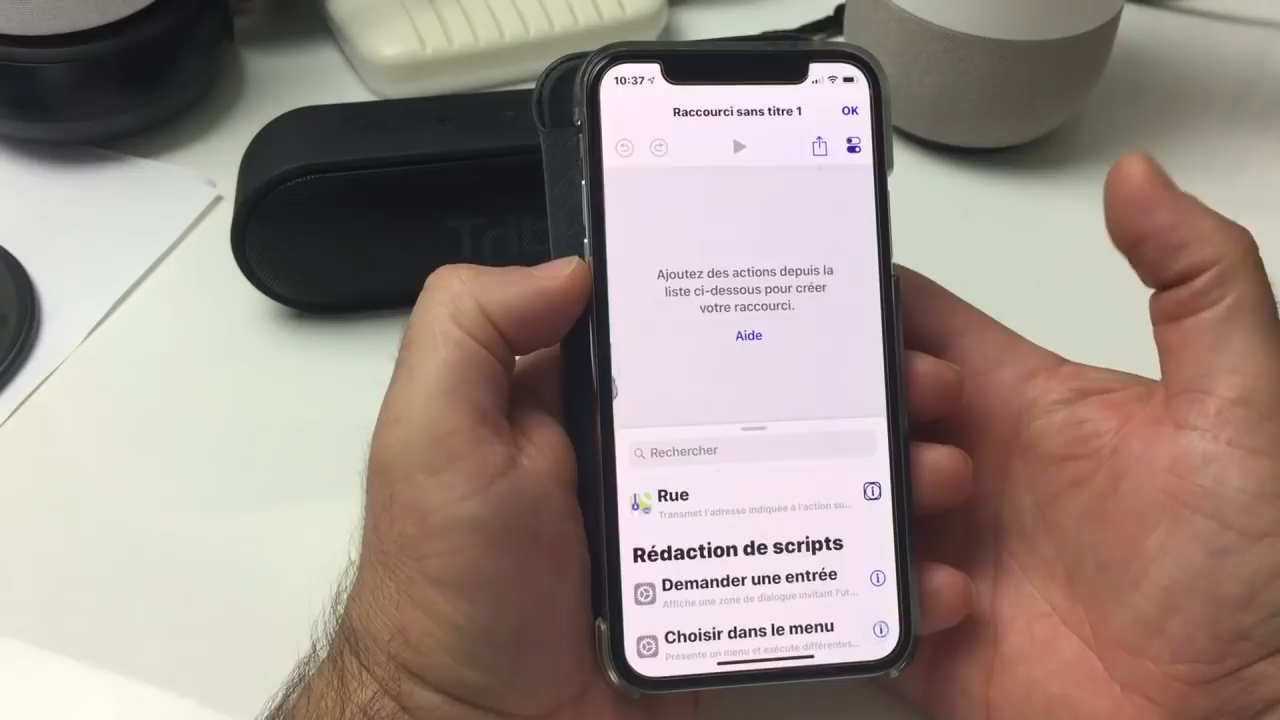 10:37
Raccourci sans titre 1
OK
Ajoutez des actions depuis la
liste ci-dessous pour créer
votre raccourci.
Aide
Rechercher
Rue
Transmet l'adresse indiquée à l'action su...
Rédaction de scripts
Demander une entrée
Affiche une zone de dialogue invitant l'ut...
Choisir dans le menu
Présente un menu et exécute différentes...